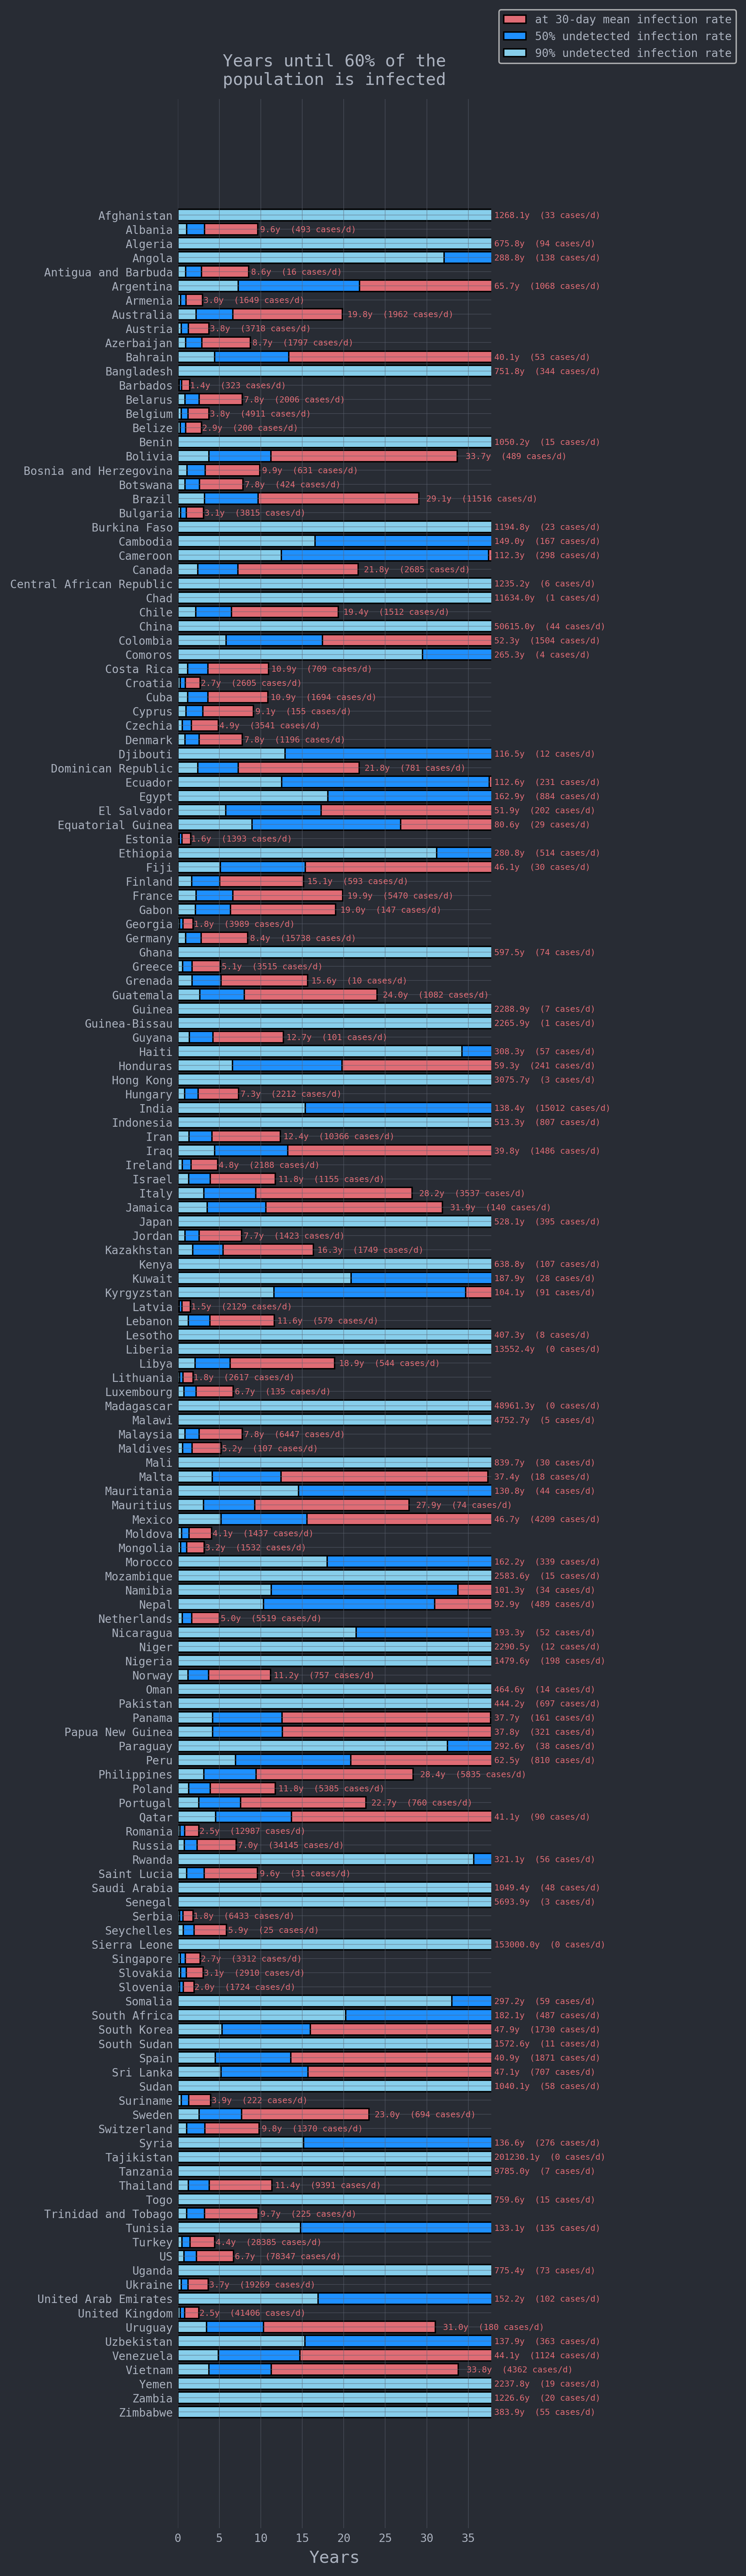 at 30-day mean infection rate
50% undetected infection rate
90% undetected infection rate
Years until 60% of the
population is infected
Afghanistan 1268.1y (33 cases/d)
Albania 9.6y (493 cases/d)
Algeria 675.8y (94 cases/d)
Angola 288.8y (138 cases/d)
Antigua and Barbuda 8.6y (16 cases/d)
Argentina 65.7y (1068 cases/d)
Armenia 3.0y (1649 cases/d)
Australia 19.8y (1962 cases/d)
Austria 3.8y (3718 cases/d)
Azerbaijan 8.7y (1797 cases/d)
Bahrain 40.1y (53 cases/d)
Bangladesh 751.8y (344 cases/d)
Barbados 1.4y (323 cases/d)
Belarus 7.8y (2006 cases/d)
Belgium 3.8y (4911 cases/d)
Belize 2.9y (200 cases/d)
Benin 1050.2y (15 cases/d)
Bolivia 33.7y (489 cases/d)
Bosnia and Herzegovina 9.9y (631 cases/d)
Botswana 7.8y (424 cases/d)
Brazil 29.1y (11516 cases/d)
Bulgaria 3.1y (3815 cases/d)
Burkina Faso 1194.8y (23 cases/d)
Cambodia 149.0y (167 cases/d)
Cameroon 112.3y (298 cases/d)
Canada 21.8y (2685 cases/d)
Central African Republic 1235.2y (6 cases/d)
Chad 11634.0y (1 cases/d)
Chile 19.4y (1512 cases/d)
China 50615.0y (44 cases/d)
Colombia 52.3y (1504 cases/d)
Comoros 265.3y (4 cases/d)
Costa Rica 10.9y (709 cases/d)
Croatia 2.7y (2605 cases/d)
Cuba 10.9y (1694 cases/d)
Cyprus 9.1y (155 cases/d)
Czechia 4.9y (3541 cases/d)
Denmark 7.8y (1196 cases/d)
Djibouti 116.5y (12 cases/d)
Dominican Republic 21.8y (781 cases/d)
Ecuador 112.6y (231 cases/d)
Egypt 162.9y (884 cases/d)
El Salvador 51.9y (202 cases/d)
Equatorial Guinea 80.6y (29 cases/d)
Estonia 1.6y (1393 cases/d)
Ethiopia 280.8y (514 cases/d)
Fiji 46.1y (30 cases/d)
Finland 15.1y (593 cases/d)
France 19.9y (5470 cases/d)
Gabon 19.0y (147 cases/d)
Georgia 1.8y (3989 cases/d)
Germany 8.4y (15738 cases/d)
Ghana 597.5y (74 cases/d)
Greece 5.1y (3515 cases/d)
Grenada 15.6y (10 cases/d)
Guatemala 24.0y (1082 cases/d)
Guinea 2288.9y (7 cases/d)
Guinea-Bissau 2265.9y (1 cases/d)
Guyana 12.7y (101 cases/d)
Haiti 308.3y (57 cases/d)
Honduras 59.3y (241 cases/d)
Hong Kong 3075.7y (3 cases/d)
Hungary 7.3y (2212 cases/d)
India 138.4y (15012 cases/d)
Indonesia 513.3y (807 cases/d)
Iran 12.4y (10366 cases/d)
Iraq 39.8y (1486 cases/d)
Ireland 4.8y (2188 cases/d)
Israel 11.8y (1155 cases/d)
Italy 28.2y (3537 cases/d)
Jamaica 31.9y (140 cases/d)
Japan 528.1y (395 cases/d)
Jordan 7.7y (1423 cases/d)
Kazakhstan 16.3y (1749 cases/d)
Kenya 638.8y (107 cases/d)
Kuwait 187.9y (28 cases/d)
Kyrgyzstan 104.1y (91 cases/d)
Latvia 1.5y (2129 cases/d)
Lebanon 11.6y (579 cases/d)
Lesotho 407.3y (8 cases/d)
Liberia 13552.4y (0 cases/d)
Libya 18.9y (544 cases/d)
Lithuania 1.8y (2617 cases/d)
Luxembourg 6.7y (135 cases/d)
Madagascar 48961.3y (0 cases/d)
Malawi 4752.7y (5 cases/d)
Malaysia 7.8y (6447 cases/d)
Maldives 5.2y (107 cases/d)
Mali 839.7y (30 cases/d)
Malta 37.4y (18 cases/d)
Mauritania 130.8y (44 cases/d)
Mauritius 27.9y (74 cases/d)
Mexico 46.7y (4209 cases/d)
Moldova 4.1y (1437 cases/d)
Mongolia 3.2y (1532 cases/d)
Morocco 162.2y (339 cases/d)
Mozambique 2583.6y (15 cases/d)
Namibia 101.3y (34 cases/d)
Nepal 92.9y (489 cases/d)
Netherlands 5.0y (5519 cases/d)
Nicaragua 193.3y (52 cases/d)
Niger 2290.5y (12 cases/d)
Nigeria 1479.6y (198 cases/d)
Norway 11.2y (757 cases/d)
Oman 464.6y (14 cases/d)
Pakistan 444.2y (697 cases/d)
Panama 37.7y (161 cases/d)
Papua New Guinea 37.8y (321 cases/d)
Paraguay 292.6y (38 cases/d)
Peru 62.5y (810 cases/d)
Philippines 28.4y (5835 cases/d)
Poland 11.8y (5385 cases/d)
Portugal 22.7y (760 cases/d)
Qatar 41.1y (90 cases/d)
Romania 2.5y (12987 cases/d)
Russia 7.0y (34145 cases/d)
Rwanda 321.1y (56 cases/d)
Saint Lucia 9.6y (31 cases/d)
Saudi Arabia 1049.4y (48 cases/d)
Senegal 5693.9y (3 cases/d)
Serbia 1.8y (6433 cases/d)
Seychelles 5.9y (25 cases/d)
Sierra Leone 153000.0y (0 cases/d)
Singapore 2.7y (3312 cases/d)
Slovakia 3.1y (2910 cases/d)
Slovenia 2.0y (1724 cases/d)
Somalia 297.2y (59 cases/d)
South Africa 182.1y (487 cases/d)
South Korea 47.9y (1730 cases/d)
South Sudan 1572.6y (11 cases/d)
Spain 40.9y (1871 cases/d)
Sri Lanka 47.1y (707 cases/d)
Sudan 1040.1y (58 cases/d)
Suriname 3.9y (222 cases/d)
Sweden 23.0y (694 cases/d)
Switzerland 9.8y (1370 cases/d)
Syria 136.6y (276 cases/d)
Tajikistan 201230.1y (0 cases/d)
Tanzania 9785.0y (7 cases/d)
Thailand 11.4y (9391 cases/d)
Togo 759.6y (15 cases/d)
Trinidad and Tobago 9.7y (225 cases/d)
Tunisia 133.1y (135 cases/d)
Turkey 4.4y (28385 cases/d)
US 6.7y (78347 cases/d)
Uganda 775.4y (73 cases/d)
Ukraine 3.7y (19269 cases/d)
United Arab Emirates 152.2y (102 cases/d)
United Kingdom 2.5y (41406 cases/d)
Uruguay 31.0y (180 cases/d)
Uzbekistan 137.9y (363 cases/d)
Venezuela 44.1y (1124 cases/d)
Vietnam 33.8y (4362 cases/d)
Yemen 2237.8y (19 cases/d)
Zambia 1226.6y (20 cases/d)
Zimbabwe 383.9y (55 cases/d)
0 5 10 15 20 25 30 35
Years